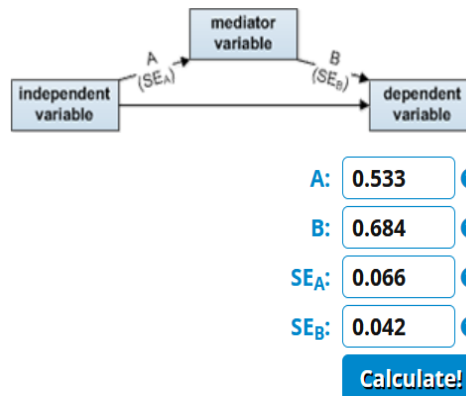 mediator
variable
A
(SEA)
B
(SEB)
independent
variable
dependent
variable
A: 0.533
B: 0.684
SEA: 0.066
SEB: 0.042
Calculate!